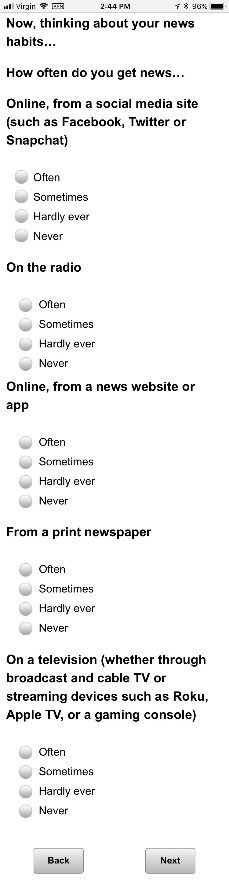 Virgin 2:44 PM 96%
Now, thinking about your news
habits...
How often do you get news...
Online, from a social media site
(such as Facebook, Twitter or
Snapchat)
Often
Sometimes
Hardly ever
Never
On the radio
Often
Sometimes
Hardly ever
Never
Online, from a news website or
app
Often
Sometimes
Hardly ever
Never
From a print newspaper
Often
Sometimes
Hardly ever
Never
On a television (whether through
broadcast and cable TV or
streaming devices such as Roku,
Apple TV, or a gaming console)
Often
Sometimes
Hardly ever
Never
Back Next